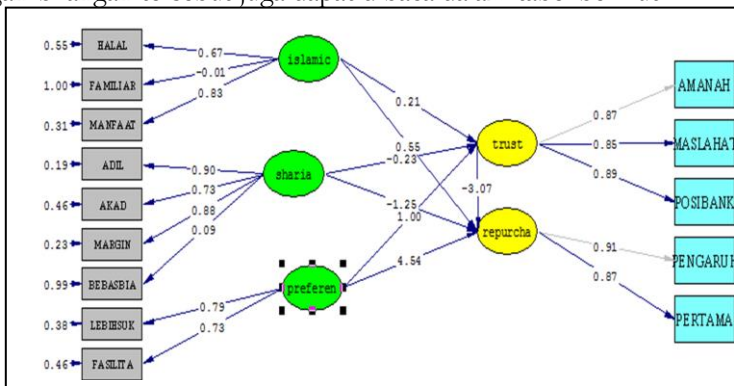 juga dapat
0.55 HALAL
1.00 FAMILIAR
0.31 MANFAAT
0.19 ADIL
0.46 AKAD
0.23 MARGIN
0.99 BEBASBIA
0.38 LEBIHSUK
0.46 FASILITA
0.67
-0.01
0.83
0.90
0.73
0.88
0.09
0.79
0.73
islamic
sharia
preferen
0.21
0.55
-0.23
-1.25
1.00
4.54
-3.07
trust
repurcha
0.87
0.85
0.89
0.91
0.87
AMANAH
MASLAHAT
POSIBANK
PENGARUH
PERTAMA